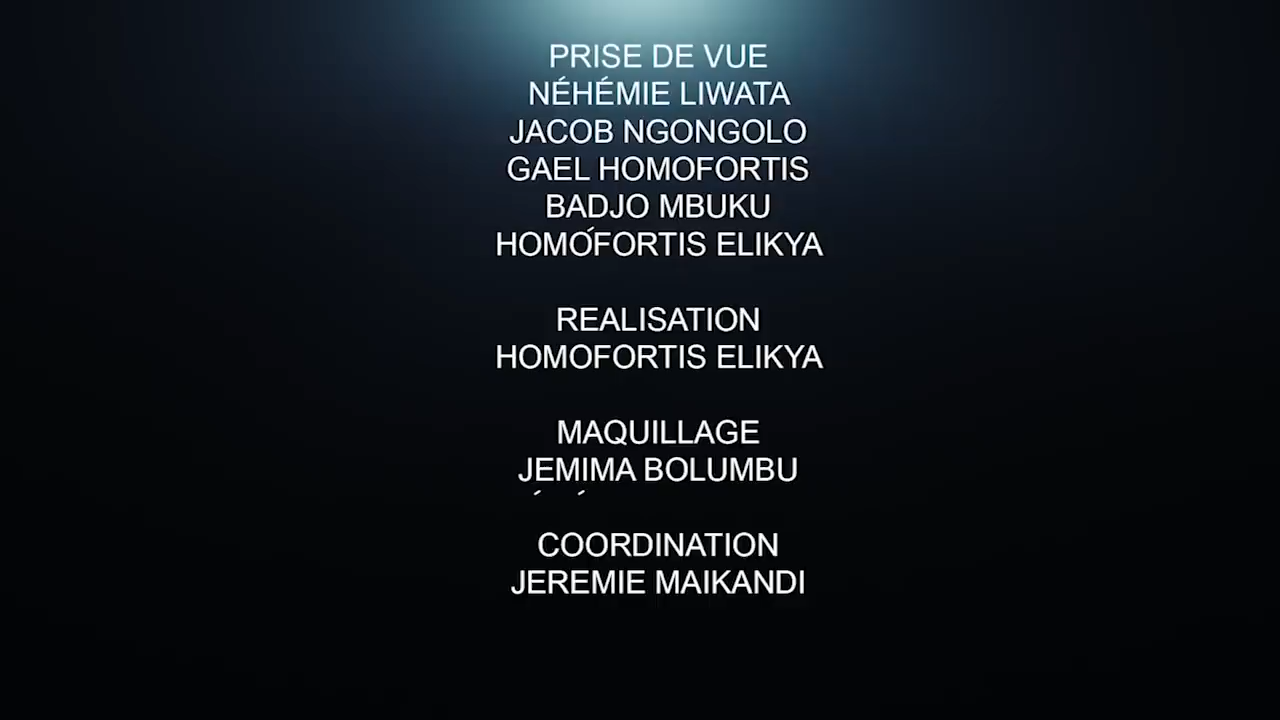 PRISE DE VUE
NÉHÉMIE LIWATA
JACOB NGONGOLO
GAEL HOMOFORTIS
BADJO MBUKU
HOMOFORTIS ELIKYA
REALISATION
HOMOFORTIS ELIKYA
MAQUILLAGE
JEMIMA BOLUMBU
COORDINATION
JEREMIE MAIKANDI